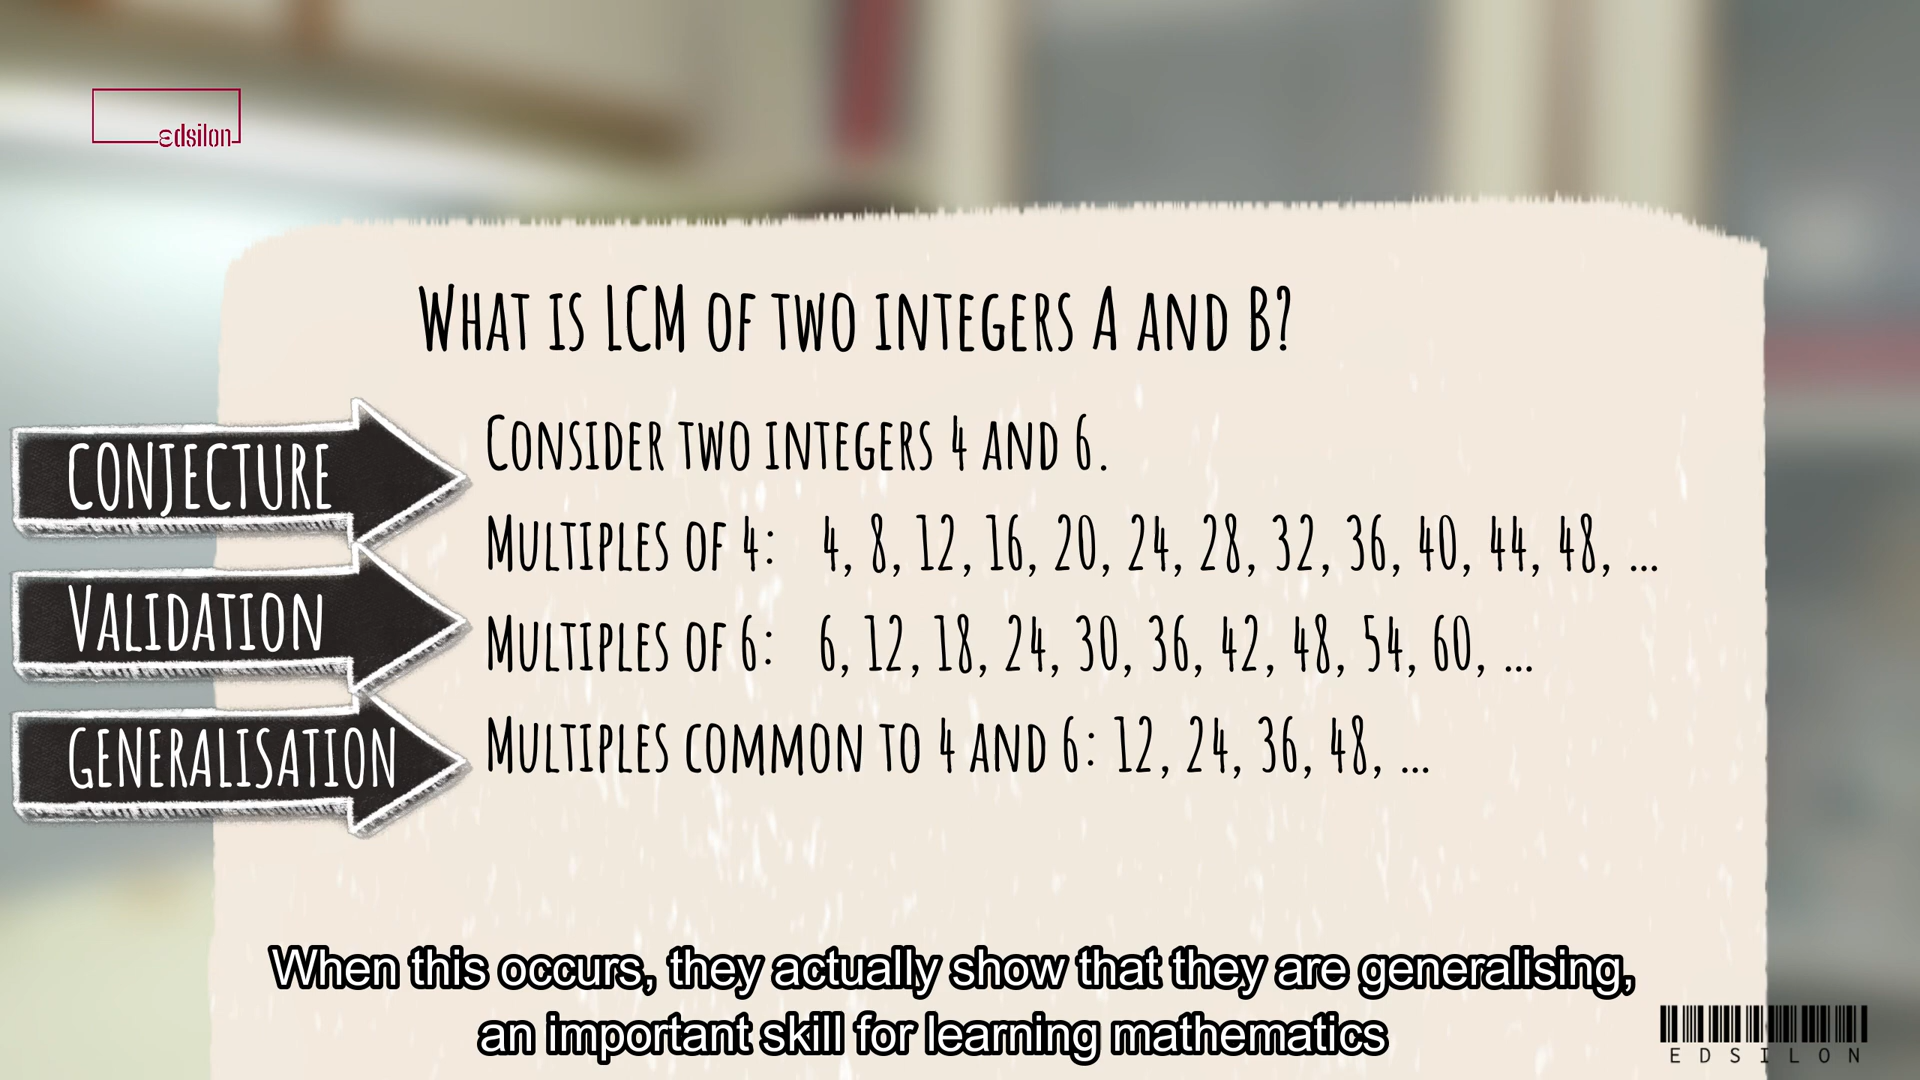 εdsilon
What is LCM of two integers A and B?
Consider two integers 4 and 6.
CONJECTURE
Multiples of 4: 4, 8, 12, 16, 20, 24, 28, 32, 36, 40, 44, 48, ...
Validation
Multiples of 6: 6, 12, 18, 24, 30, 36, 42, 48, 54, 60, ...
GENERALISATION
Multiples common to 4 and 6: 12, 24, 36, 48, ...
When this occurs, they actually show that they are generalising,
an important skill for learning mathematics
EDSILON